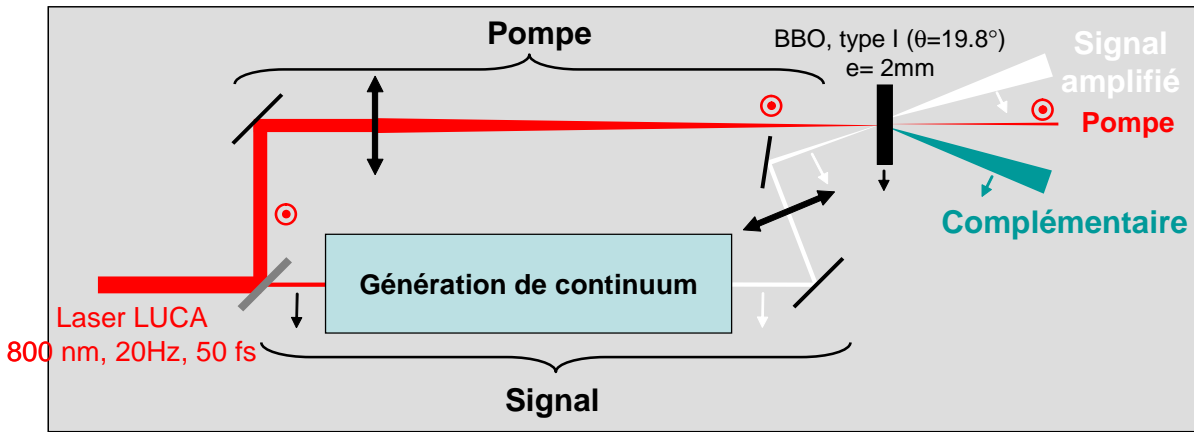 Pompe
BBO, type I (θ=19.8°)
e= 2mm
Signal
amplifié
Pompe
Complémentaire
Génération de continuum
Laser LUCA
800 nm, 20Hz, 50 fs
Signal